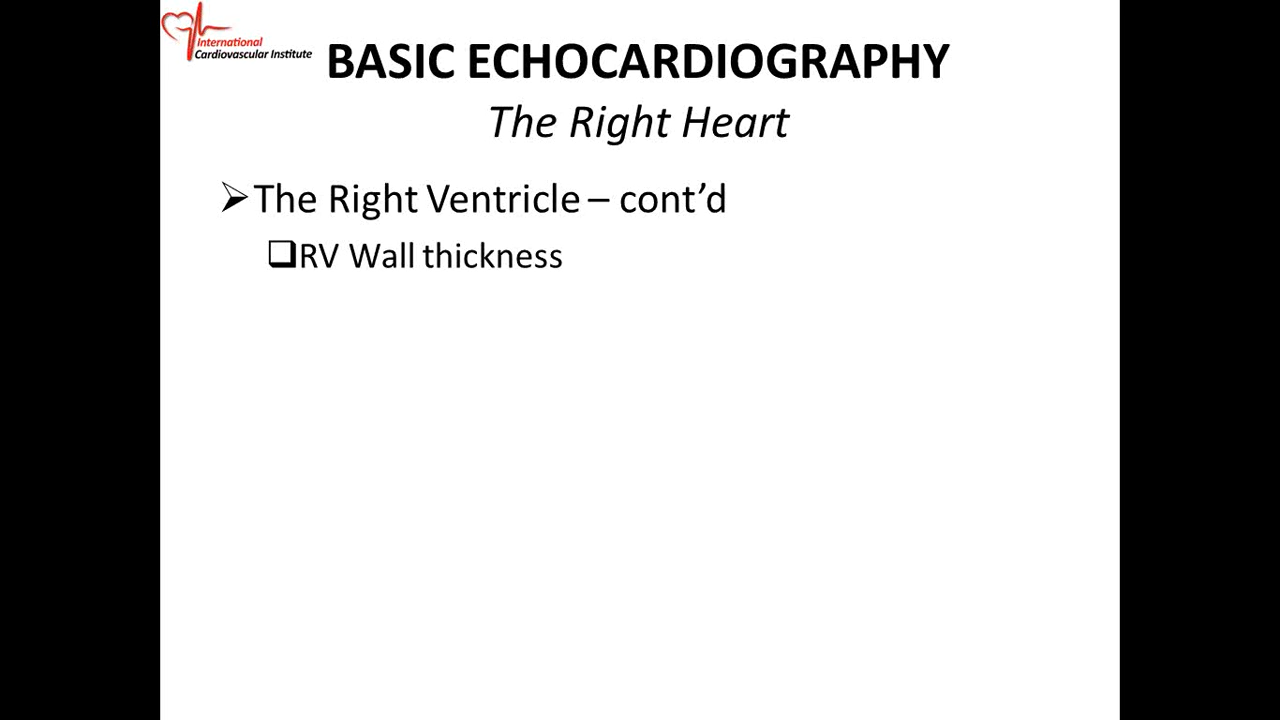 International
Cardiovascular Institute
BASIC ECHOCARDIOGRAPHY
The Right Heart
The Right Ventricle – cont’d
RV Wall thickness